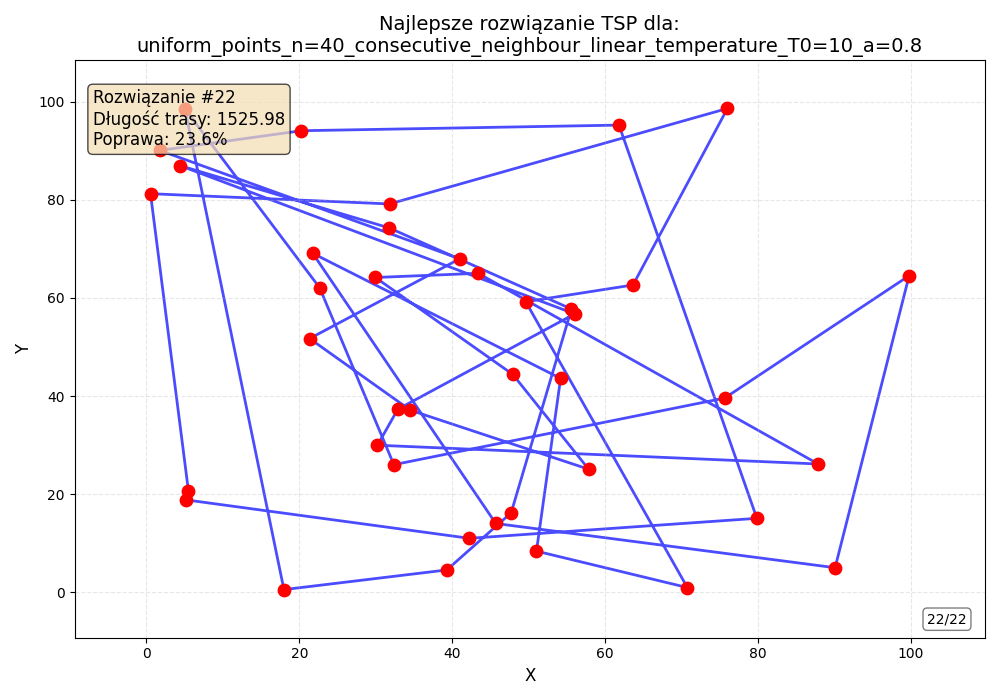 Najlepsze rozwiązanie TSP dla:
uniform_points_n=40_consecutive_neighbour_linear_temperature_T0=10_a=0.8
Rozwiązanie #22
Długość trasy: 1525.98
Poprawa: 23.6%
Y
100
80
60
40
20
0
22/22
0 20 40 60 80 100
X